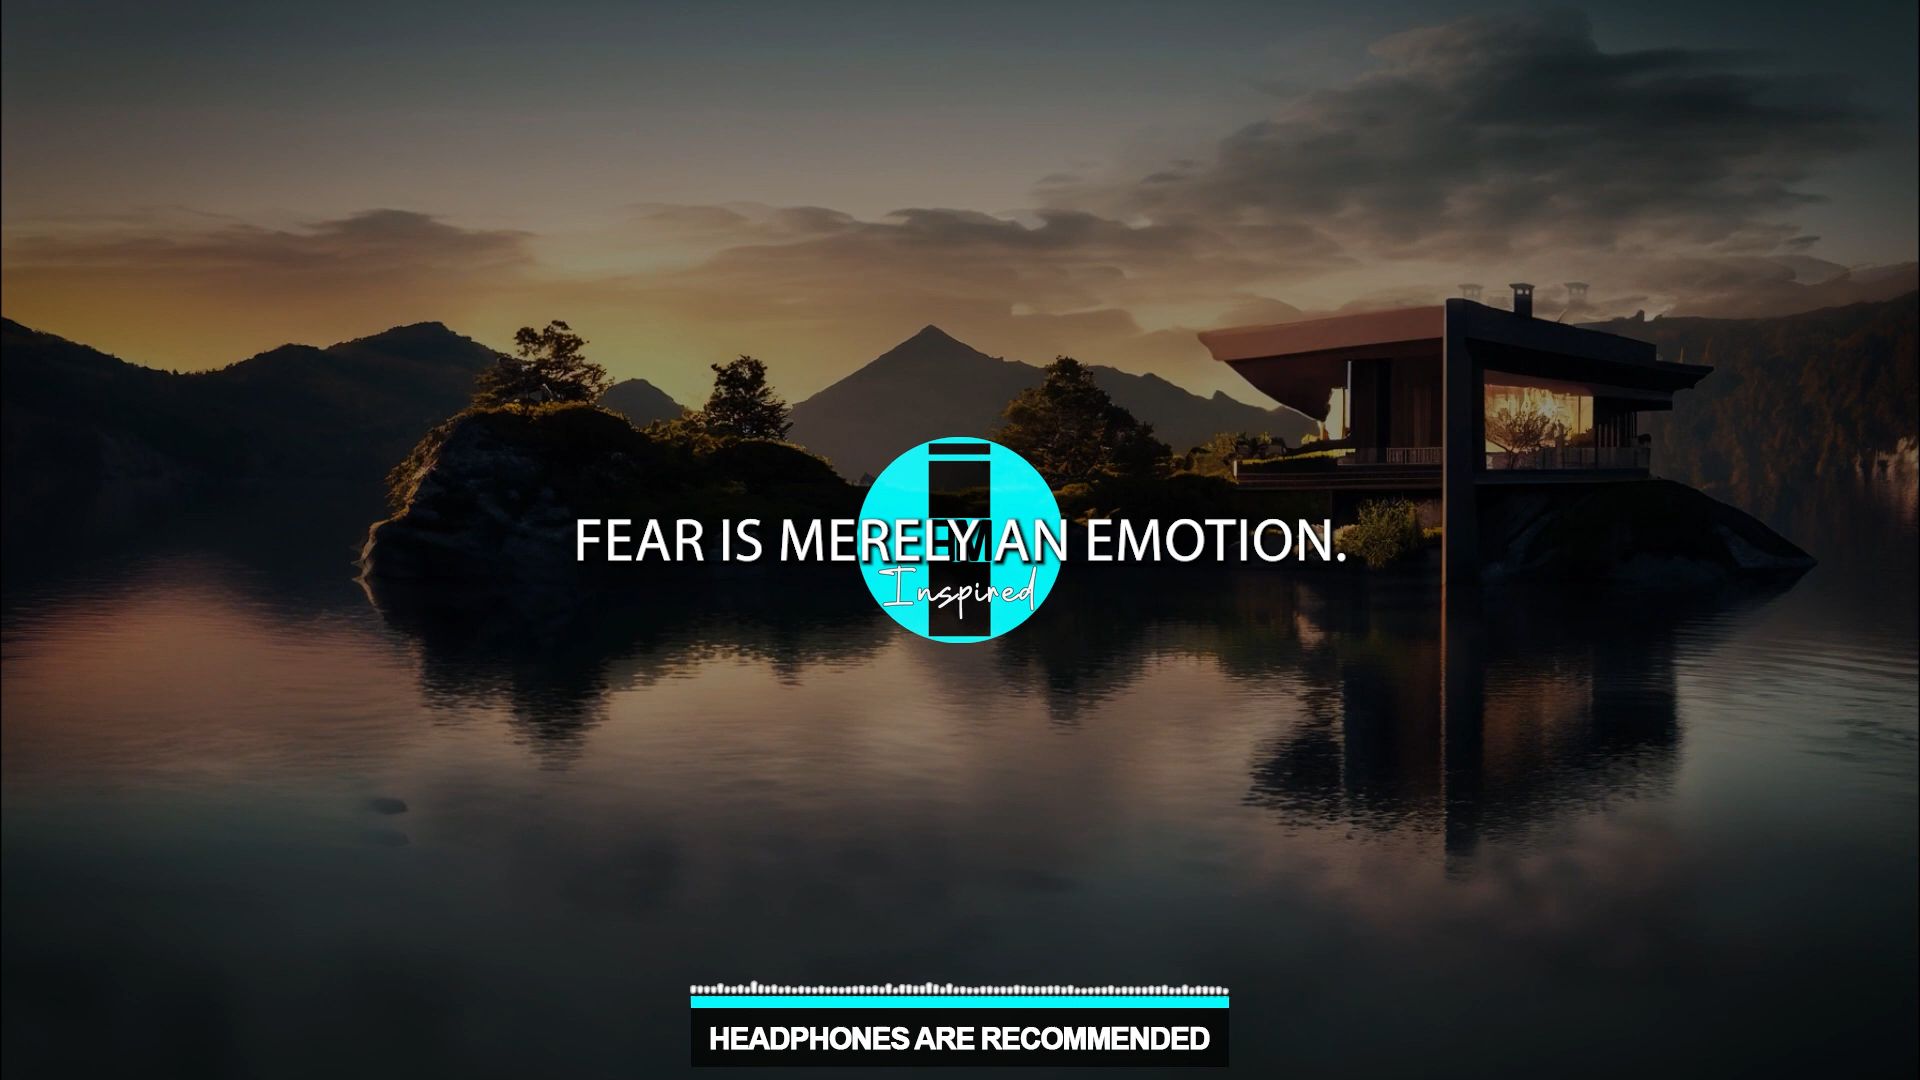 FEAR IS MERELY AN EMOTION.
Inspired
HEADPHONES ARE RECOMMENDED